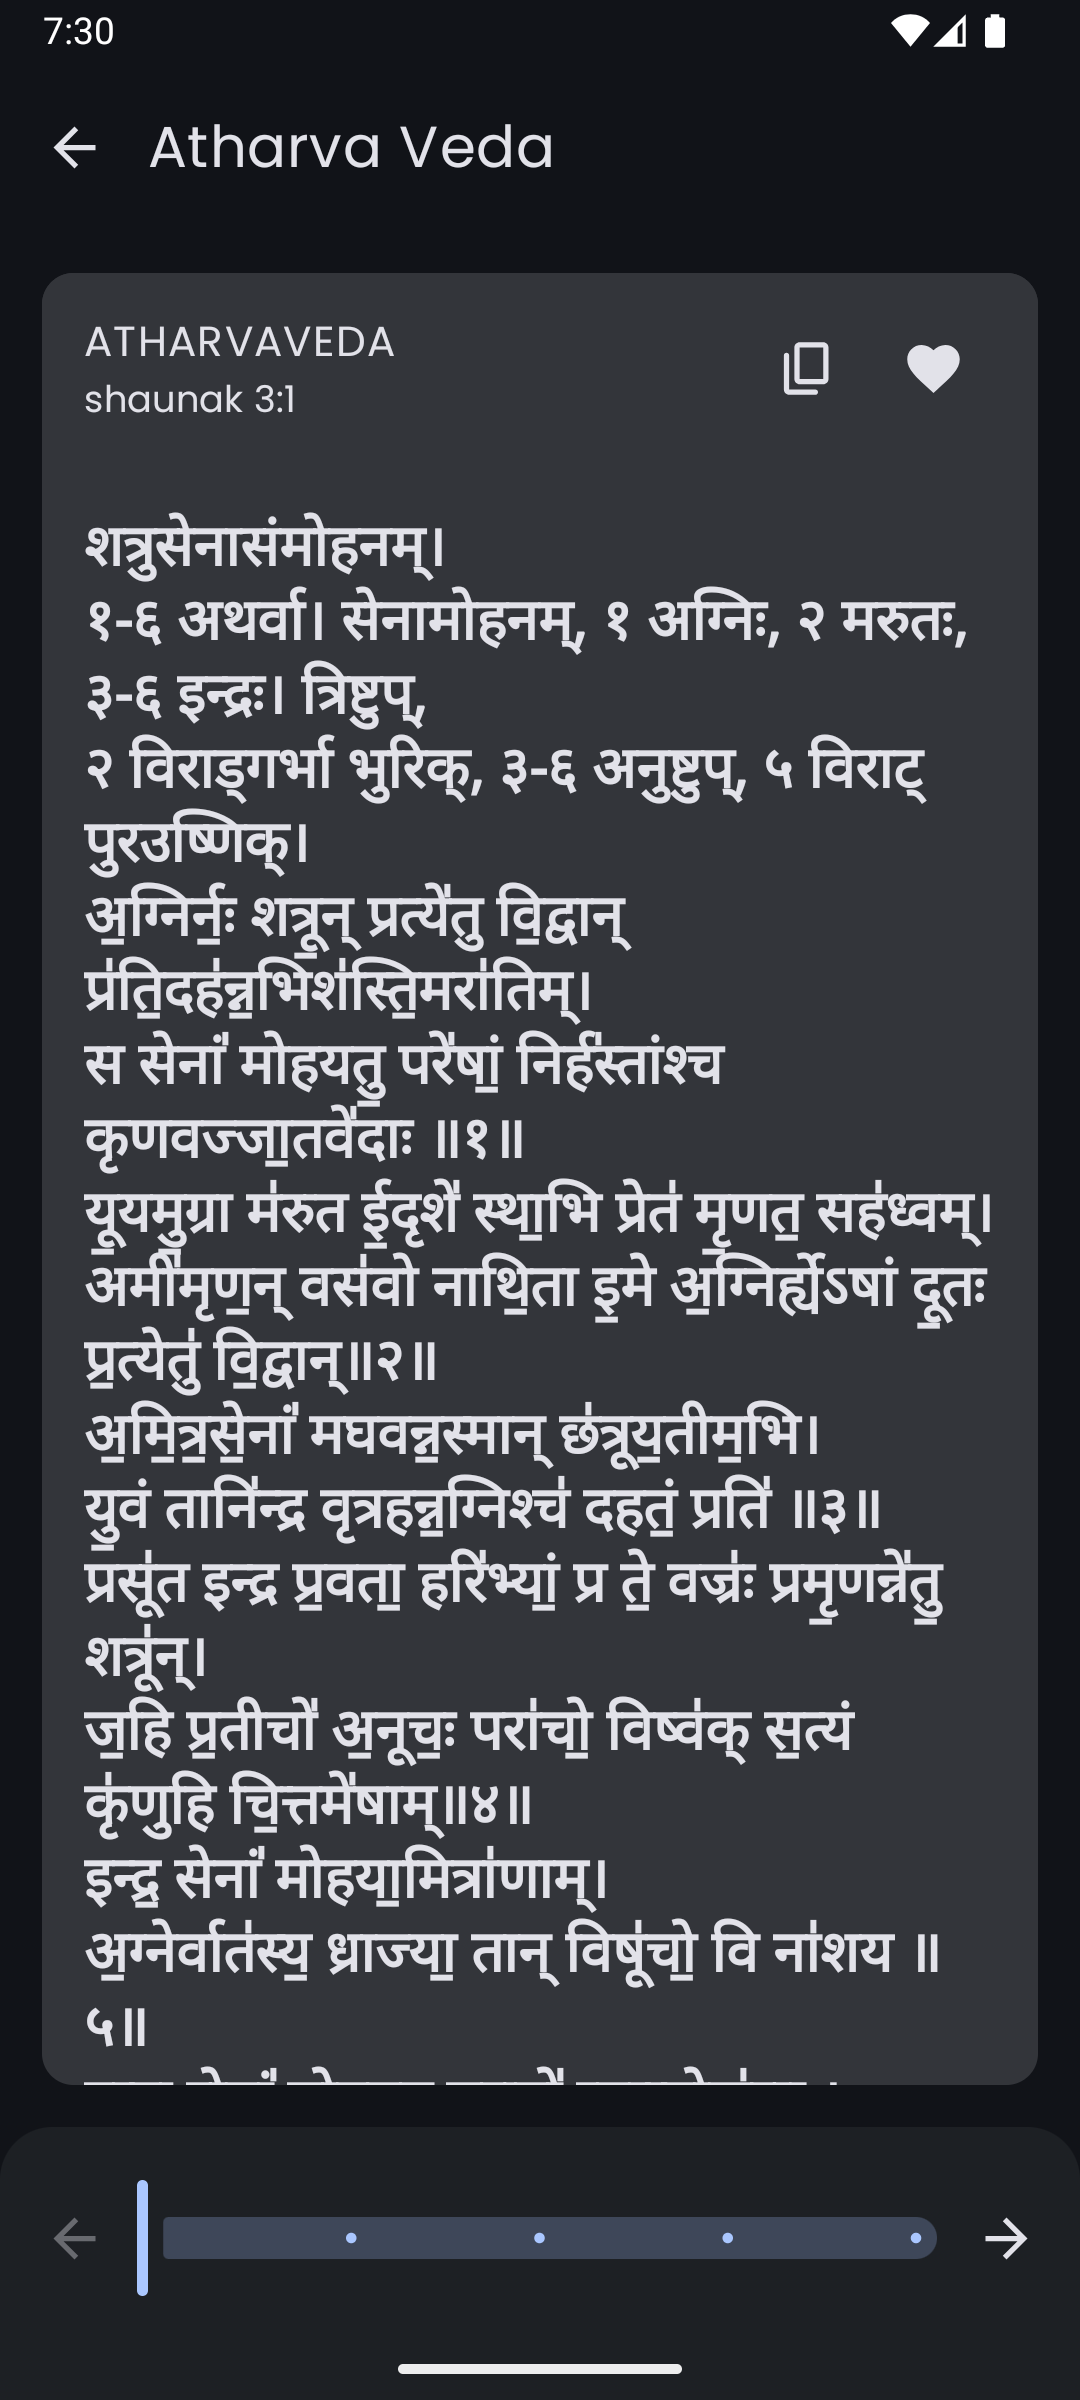 7:30
Atharva Veda
ATHARVAVEDA
shaunak 3:1
शत्रुसेनासंमोहनम्।
१-६ अथर्वा। सेनामोहनम्, १ अग्निः, २ मरुतः,
३-६ इन्द्रः। त्रिष्टुप्,
२ विराड्गर्भा भुरिक्, ३-६ अनुष्टुप्, ५ विराट्
पुरउष्णिक्।
अ॒ग्निर्नः॒ शत्रू॒न् प्रत्ये॑तु वि॒द्वान्
प्र॑ति॒दह॑न्न॒भिश॑स्ति॒मरा॑तिम्।
स सेनां॑ मोहयतु॒ परे॑षां॒ निर्ह॑स्तांश्च
कृणवज्जा॒तवे॑दाः ॥१॥
यू॒यमु॒ग्रा म॑रुत ई॒दृशे॑ स्था॒भि प्रेत॑ मृ॒णत॒ सह॑ध्वम्।
अमी॑मृण॒न् वस॑वो नाथि॒ता इ॒मे अ॒ग्निर्ह्येऽषां दू॒तः
प्र॒त्येतु॑ वि॒द्वान्॥२॥
अ॒मि॒त्र॒से॒नां॑ मघवन्न॒स्मान् छ॑त्रूय॒तीम॒भि।
यु॒वं तानि॑न्द्र वृत्रहन्न॒ग्निश्च॑ दहतं॒ प्रति॑ ॥३॥
प्रसू॑त इन्द्र प्र॒वता॒ हरि॑भ्यां॒ प्र ते॒ वज्रः॑ प्रमृ॒णन्ने॑तु॒
शत्रू॑न्।
ज॒हि प्र॒तीचो॑ अ॒नूचः॒ परा॑चो॒ विष्व॑क् स॒त्यं
कृ॑णुहि चि॒त्तमे॑षाम्॥४॥
इन्द्र॒ सेनां॑ मोहया॒मित्रा॑णाम्।
अ॒ग्नेर्वात॑स्य॒ ध्राज्या॒ तान् विषू॑चो॒ वि ना॑शय ॥
५॥